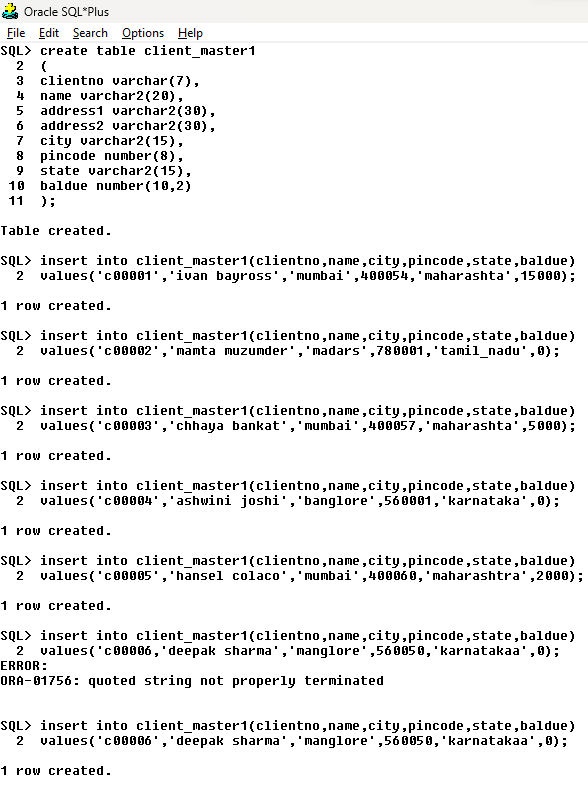 Oracle SQL*Plus
File Edit Search Options Help
SQL> create table client_master1
2 (
3 clientno varchar(7),
4 name varchar2(20),
5 address1 varchar2(30),
6 address2 varchar2(30),
7 city varchar2(15),
8 pincode number(8),
9 state varchar2(15),
10 baldue number(10,2)
11 );
Table created.
SQL> insert into client_master1(clientno,name,city,pincode,state,baldue)
2 values('c00001','ivan bayross','mumbai',400054,'maharashta',15000);
1 row created.
SQL> insert into client_master1(clientno,name,city,pincode,state,baldue)
2 values('c00002','mamta muzumder','madars',780001,'tamil_nadu',0);
1 row created.
SQL> insert into client_master1(clientno,name,city,pincode,state,baldue)
2 values('c00003','chhaya bankat','mumbai',400057,'maharashta',5000);
1 row created.
SQL> insert into client_master1(clientno,name,city,pincode,state,baldue)
2 values('c00004','ashwini joshi','banglore',560001,'karnataka',0);
1 row created.
SQL> insert into client_master1(clientno,name,city,pincode,state,baldue)
2 values('c00005','hansel colaco','mumbai',400060,'maharashtra',2000);
1 row created.
SQL> insert into client_master1(clientno,name,city,pincode,state,baldue)
2 values('c00006,'deepak sharma','manglore',560050,'karnatakaa',0);
ERROR:
ORA-01756: quoted string not properly terminated
SQL> insert into client_master1(clientno,name,city,pincode,state,baldue)
2 values('c00006','deepak sharma','manglore',560050,'karnatakaa',0);
1 row created.